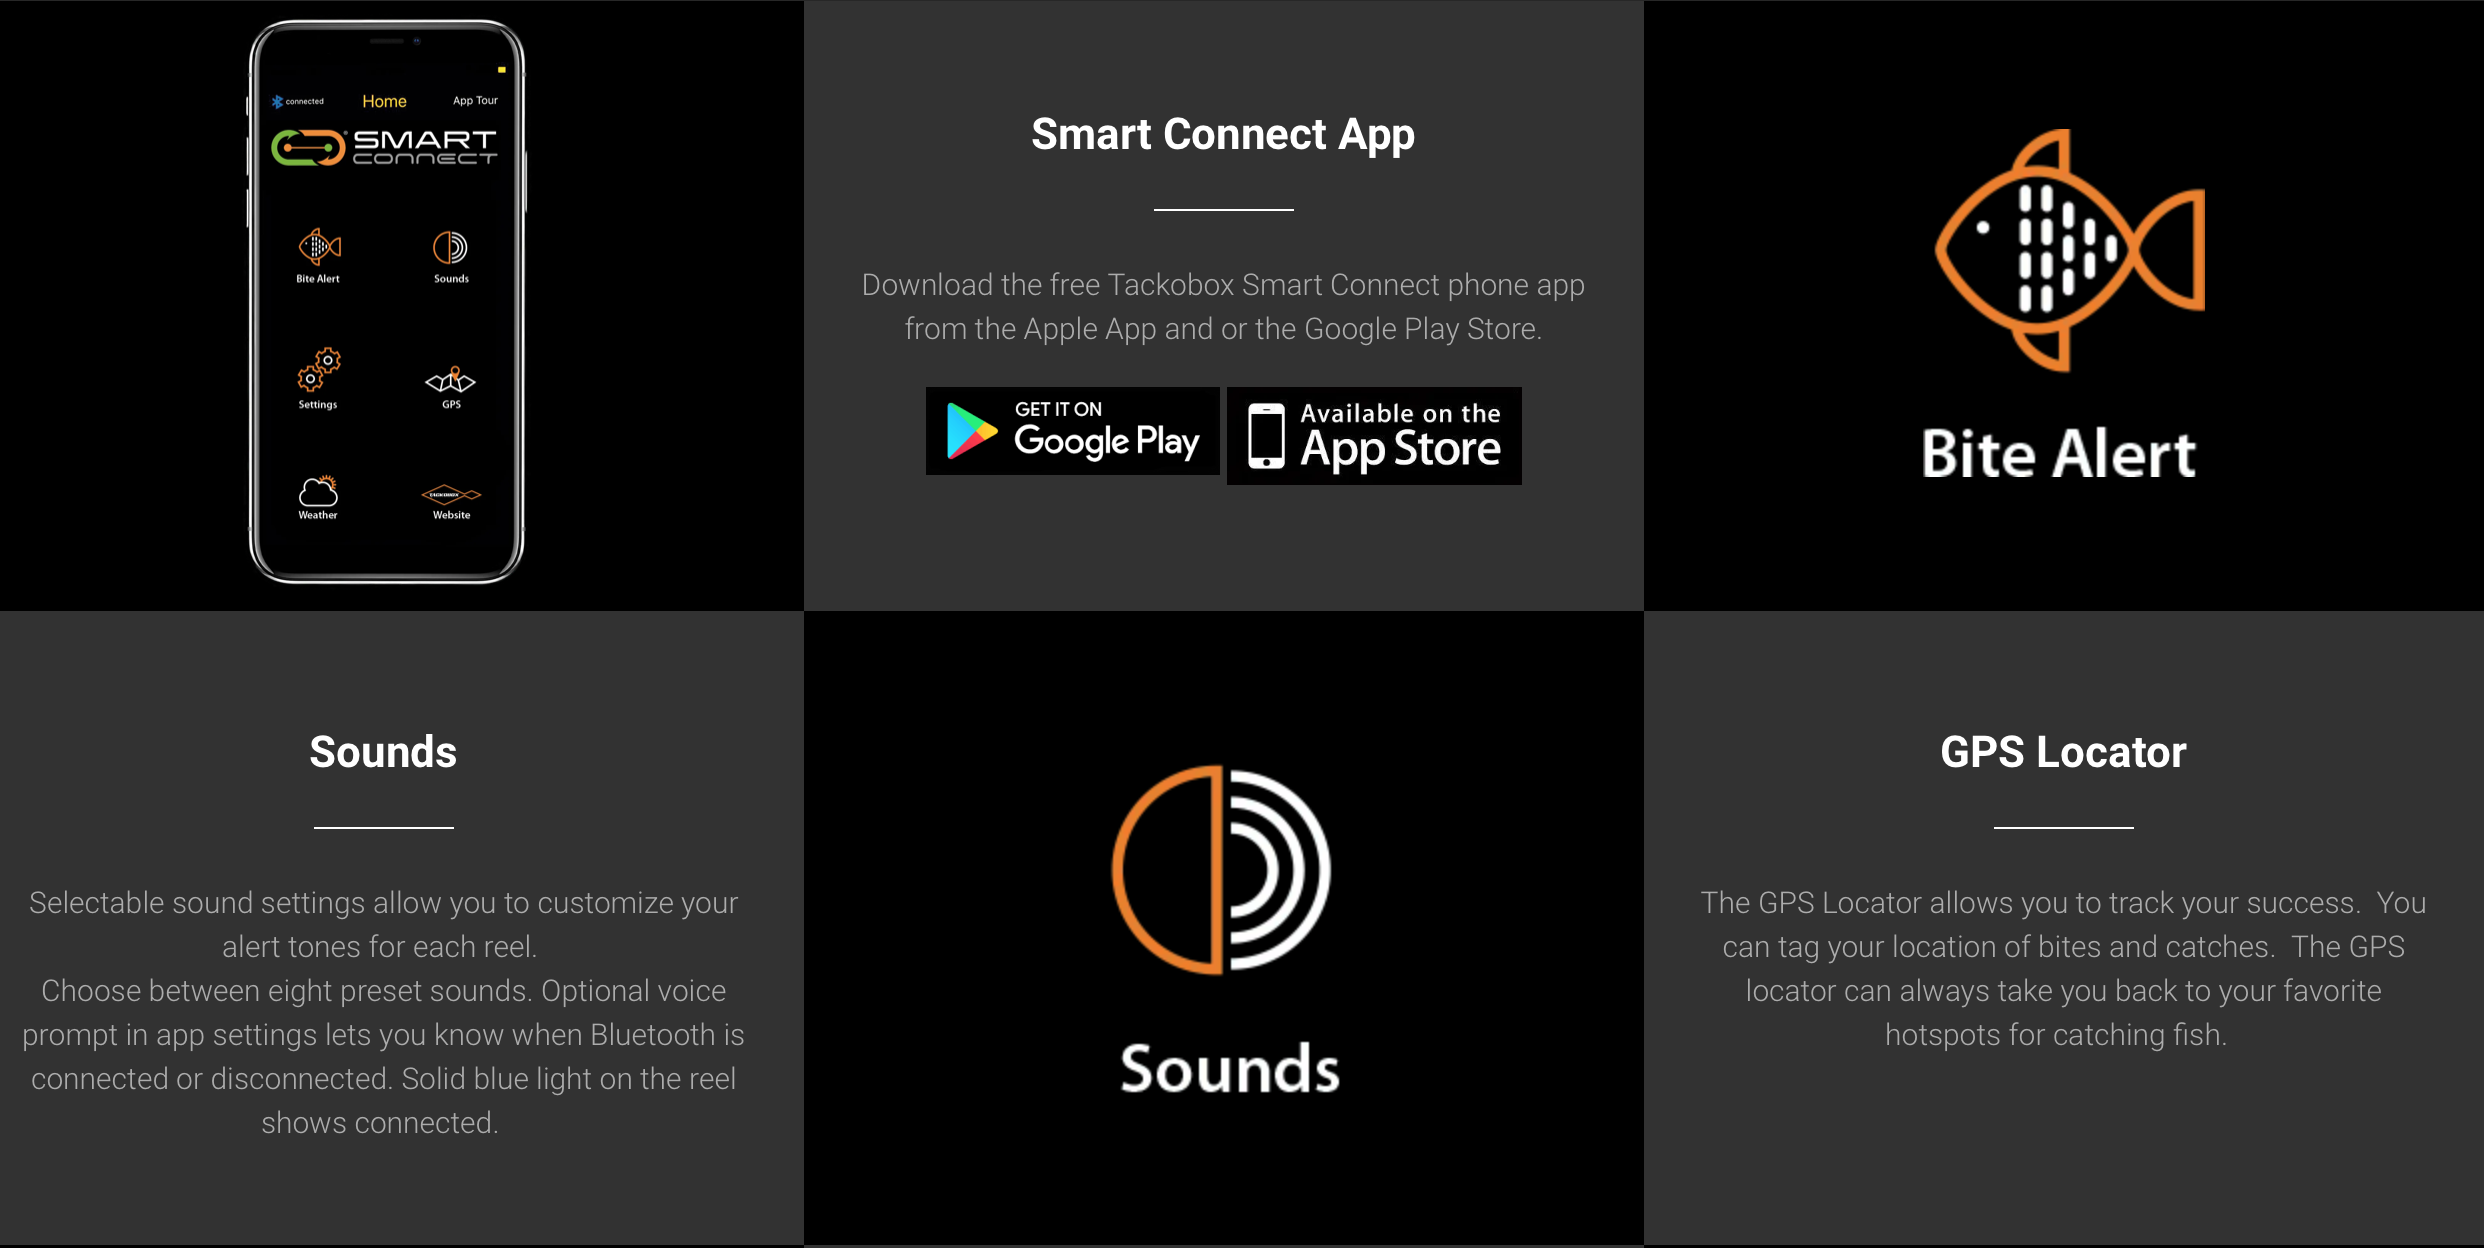 connected
Home
App Tour
SMART
CONNECT
Bite Alert
Sounds
Settings
GPS
Weather
TACKOBOX
Website
Smart Connect App
Download the free Tackobox Smart Connect phone app
from the Apple App and or the Google Play Store.
GET IT ON
Google Play
Available on the
App Store
Bite Alert
Sounds
Selectable sound settings allow you to customize your
alert tones for each reel.
Choose between eight preset sounds. Optional voice
prompt in app settings lets you know when Bluetooth is
connected or disconnected. Solid blue light on the reel
shows connected.
Sounds
GPS Locator
The GPS Locator allows you to track your success. You
can tag your location of bites and catches. The GPS
locator can always take you back to your favorite
hotspots for catching fish.